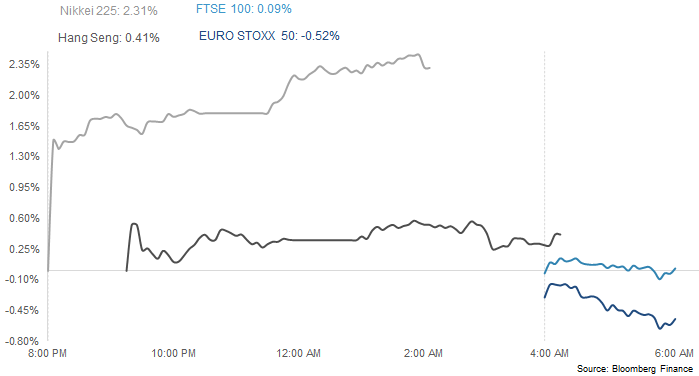 Nikkei 225: 2.31%
FTSE 100: 0.09%
Hang Seng: 0.41%
EURO STOXX 50: -0.52%
2.35%
2.00%
1.65%
1.30%
0.95%
0.60%
0.25%
-0.10%
-0.45%
-0.80%
8:00 PM
10:00 PM
12:00 AM
2:00 AM
4:00 AM
6:00 AM
Source: Bloomberg Finance